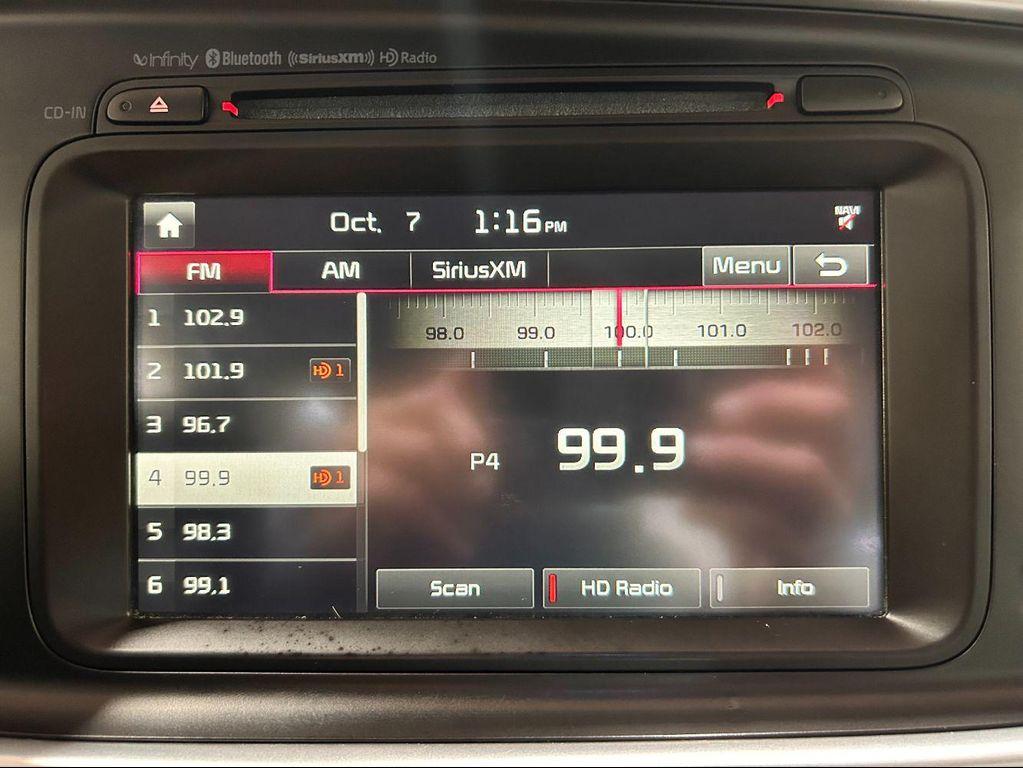 Infinity Bluetooth ((SiriusXM)) HD Radio
CD-IN
Oct. 7 1:16 PM NAVI
FM AM SiriusXM Menu
98.0 99.0 100.0 101.0 102.0
1 102.9
2 101.9 HD 1
3 96.7
4 99.9 HD 1
5 98.3
6 99.1
P4 99.9
Scan HD Radio Info